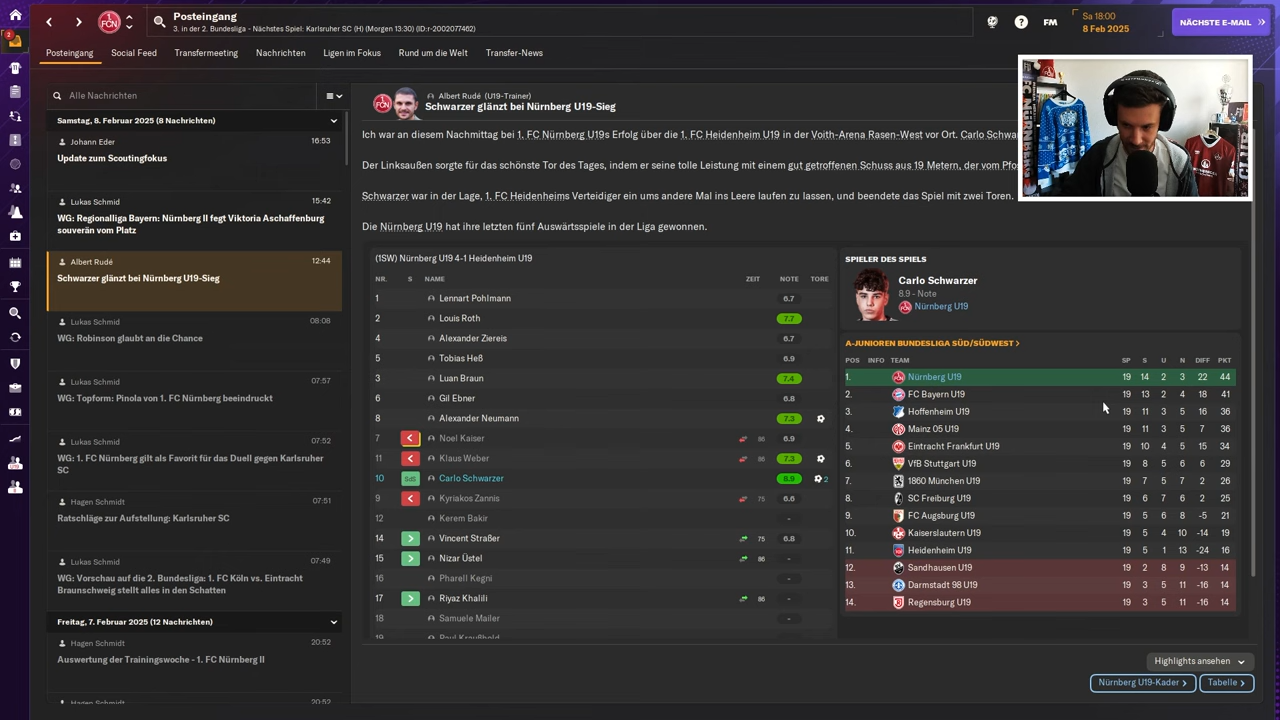 Posteingang
3. in der 2. Bundesliga - Nächstes Spiel: Karlsruher SC (H) (Morgen 13:30) (ID:r-2002077462)
FM
Sa 18:00
8 Feb 2025
NÄCHSTE E-MAIL
2
Posteingang Social Feed Transfermeeting Nachrichten Ligen im Fokus Rund um die Welt Transfer-News
Alle Nachrichten
Samstag, 8. Februar 2025 (8 Nachrichten)
Johann Eder 16:53
Update zum Scoutingfokus
Lukas Schmid 15:42
WG: Regionalliga Bayern: Nürnberg II fegt Viktoria Aschaffenburg
souverän vom Platz
Albert Rudé 12:44
Schwarzer glänzt bei Nürnberg U19-Sieg
Lukas Schmid 08:08
WG: Robinson glaubt an die Chance
Lukas Schmid 07:57
WG: Topform: Pinola von 1. FC Nürnberg beeindruckt
Lukas Schmid 07:52
WG: 1. FC Nürnberg gilt als Favorit für das Duell gegen Karlsruher
SC
Hagen Schmidt 07:51
Ratschläge zur Aufstellung: Karlsruher SC
Lukas Schmid 07:49
WG: Vorschau auf die 2. Bundesliga: 1. FC Köln vs. Eintracht
Braunschweig stellt alles in den Schatten
Freitag, 7. Februar 2025 (12 Nachrichten)
Hagen Schmidt 20:52
Auswertung der Trainingswoche - 1. FC Nürnberg II
Hagen Schmidt 20:52
Albert Rudé (U19-Trainer)
Schwarzer glänzt bei Nürnberg U19-Sieg
Ich war an diesem Nachmittag bei 1. FC Nürnberg U19s Erfolg über die 1. FC Heidenheim U19 in der Voith-Arena Rasen-West vor Ort. Carlo Schwar
Der Linksaußen sorgte für das schönste Tor des Tages, indem er seine tolle Leistung mit einem gut getroffenen Schuss aus 19 Metern, der vom Pfos
Schwarzer war in der Lage, 1. FC Heidenheims Verteidiger ein ums andere Mal ins Leere laufen zu lassen, und beendete das Spiel mit zwei Toren.
Die Nürnberg U19 hat ihre letzten fünf Auswärtsspiele in der Liga gewonnen.
(1SW) Nürnberg U19 4-1 Heidenheim U19
NR. S NAME ZEIT NOTE TORE
1 Lennart Pohlmann 6.7
2 Louis Roth 7.7
4 Alexander Ziereis 6.7
5 Tobias Heß 6.9
3 Luan Braun 7.4
6 Gil Ebner 6.8
8 Alexander Neumann 7.3
7 Noel Kaiser 86 6.9
11 Klaus Weber 86 7.3
10 SdS Carlo Schwarzer 8.9 2
9 Kyriakos Zannis 75 6.6
12 Kerem Bakir -
14 Vincent Straßer 75 6.8
15 Nizar Üstel 86 -
16 Pharell Kegni -
17 Riyaz Khalili 86 -
18 Samuele Mailer -
19 Paul Kraußhold -
SPIELER DES SPIELS
Carlo Schwarzer
8.9 - Note
Nürnberg U19
A-JUNIOREN BUNDESLIGA SÜD/SÜDWEST
POS INFO TEAM SP S U N DIFF PKT
1. Nürnberg U19 19 14 2 3 22 44
2. FC Bayern U19 19 13 2 4 18 41
3. Hoffenheim U19 19 11 3 5 16 36
4. Mainz 05 U19 19 11 3 5 7 36
5. Eintracht Frankfurt U19 19 10 4 5 15 34
6. VfB Stuttgart U19 19 8 5 6 6 29
7. 1860 München U19 19 7 5 7 2 26
8. SC Freiburg U19 19 6 7 6 2 25
9. FC Augsburg U19 19 5 6 8 -5 21
10. Kaiserslautern U19 19 5 4 10 -14 19
11. Heidenheim U19 19 5 1 13 -24 16
12. Sandhausen U19 19 2 8 9 -13 14
13. Darmstadt 98 U19 19 3 5 11 -16 14
14. Regensburg U19 19 3 5 11 -16 14
Highlights ansehen
Nürnberg U19-Kader Tabelle